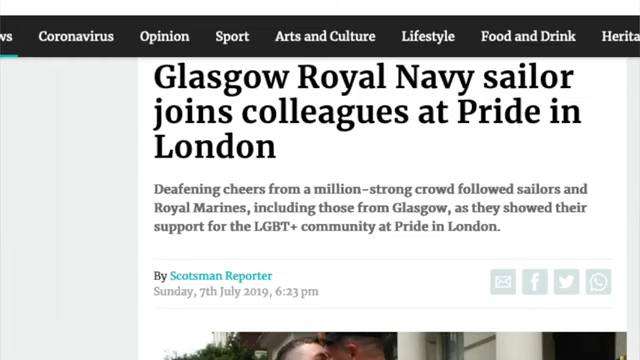 Coronavirus Opinion Sport Arts and Culture Lifestyle Food and Drink
Glasgow Royal Navy sailor
joins colleagues at Pride in
London
Deafening cheers from a million-strong crowd followed sailors and
Royal Marines, including those from Glasgow, as they showed their
support for the LGBT+ community at Pride in London.
By Scotsman Reporter
Sunday, 7th July 2019, 6:23 pm